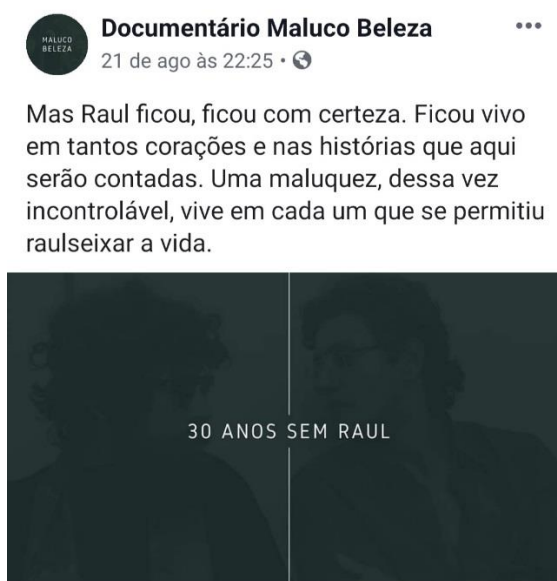 MALUCO
BELEZA
Documentário Maluco Beleza
21 de ago às 22:25 •
Mas Raul ficou, ficou com certeza. Ficou vivo
em tantos corações e nas histórias que aqui
serão contadas. Uma maluquez, dessa vez
incontrolável, vive em cada um que se permitiu
raulseixar a vida.
30 ANOS SEM RAUL